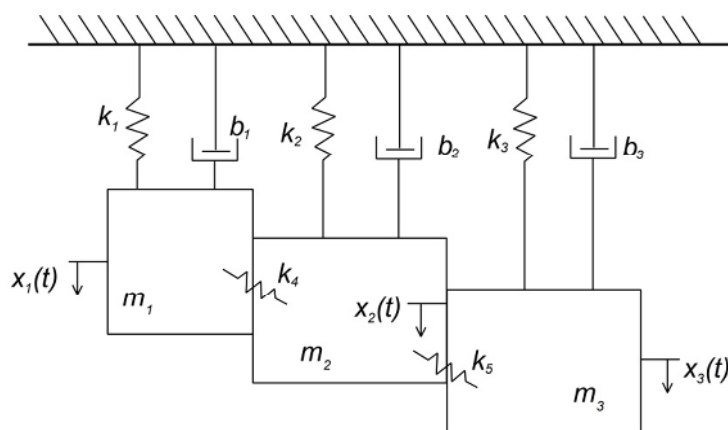 k₁
b₁
k₂
b₂
k₃
b₃
x₁(t)
m₁
k₄
x₂(t)
m₂
k₅
m₃
x₃(t)